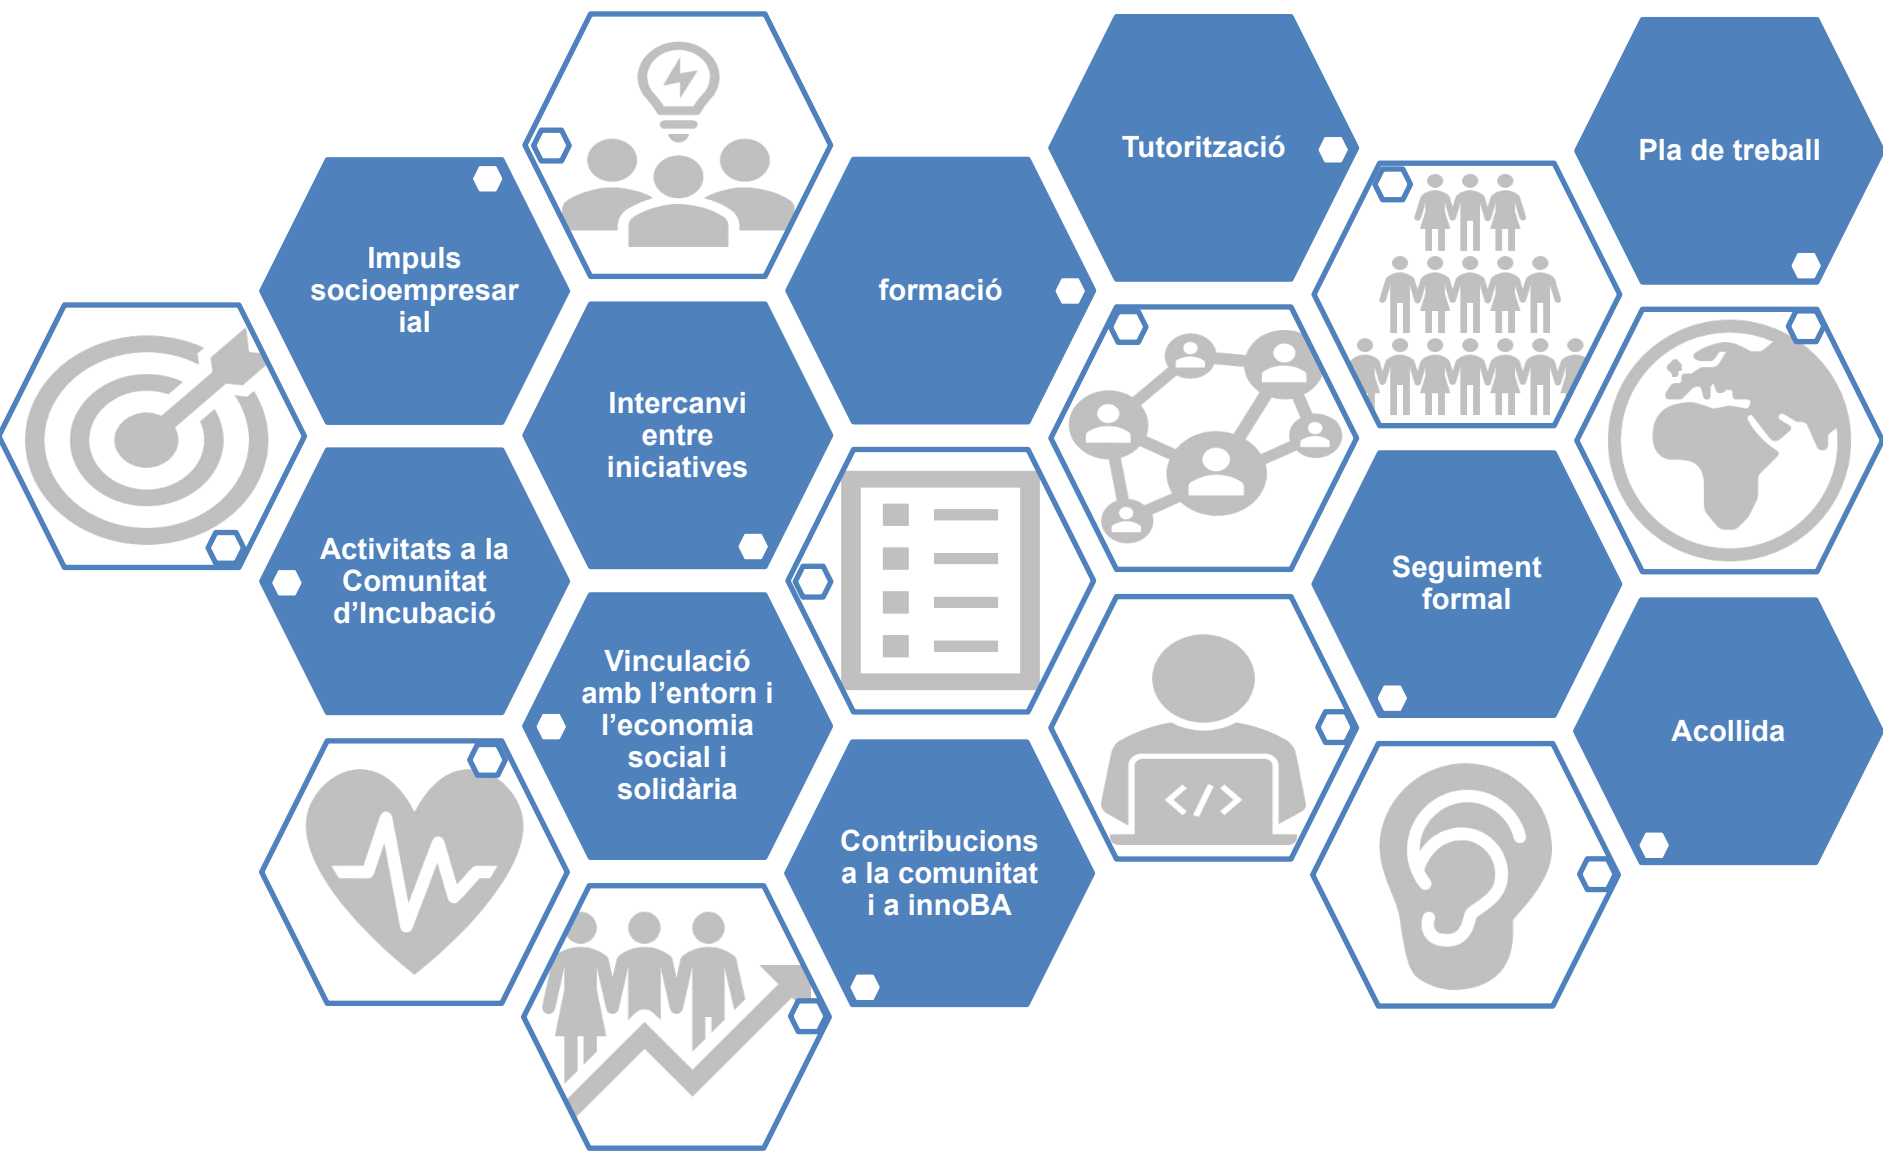 Tutorització
Pla de treball
Impuls
socioempresar
ial
formació
Intercanvi
entre
iniciatives
Activitats a la
Comunitat
d’Incubació
Seguiment
formal
Vinculació
amb l’entorn i
l’economia
social i
solidària
Acollida
</>
Contribucions
a la comunitat
i a innoBA